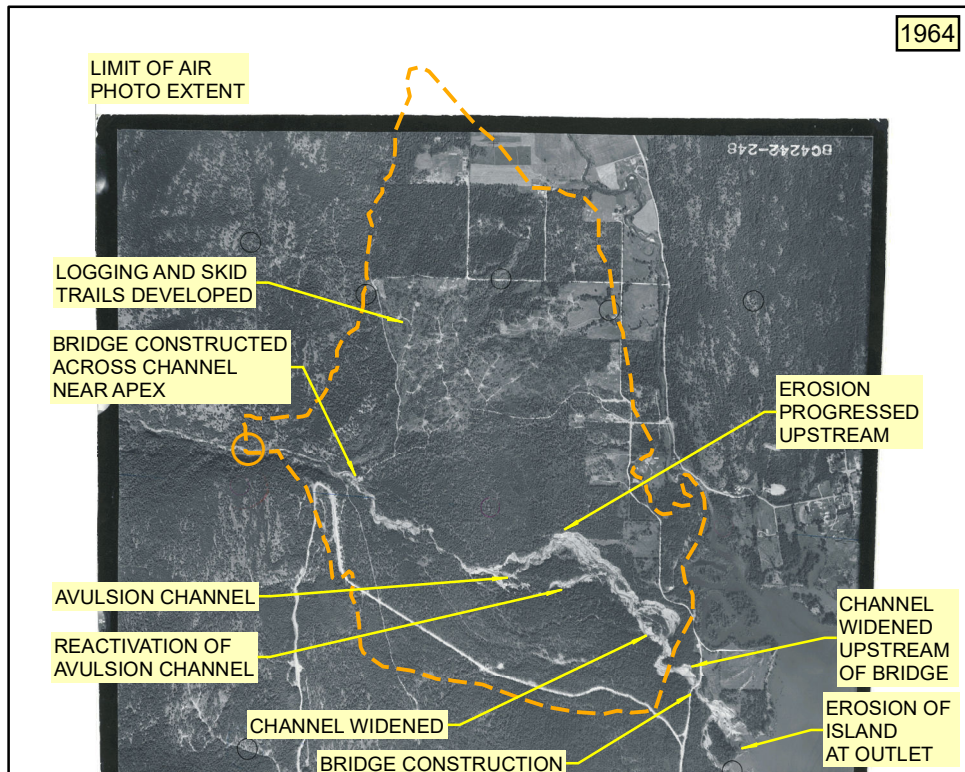 1964
LIMIT OF AIR
PHOTO EXTENT
BC4242-248
LOGGING AND SKID
TRAILS DEVELOPED
BRIDGE CONSTRUCTED
ACROSS CHANNEL
NEAR APEX
EROSION
PROGRESSED
UPSTREAM
AVULSION CHANNEL
REACTIVATION OF
AVULSION CHANNEL
CHANNEL
WIDENED
UPSTREAM
OF BRIDGE
CHANNEL WIDENED
EROSION OF
ISLAND
AT OUTLET
BRIDGE CONSTRUCTION